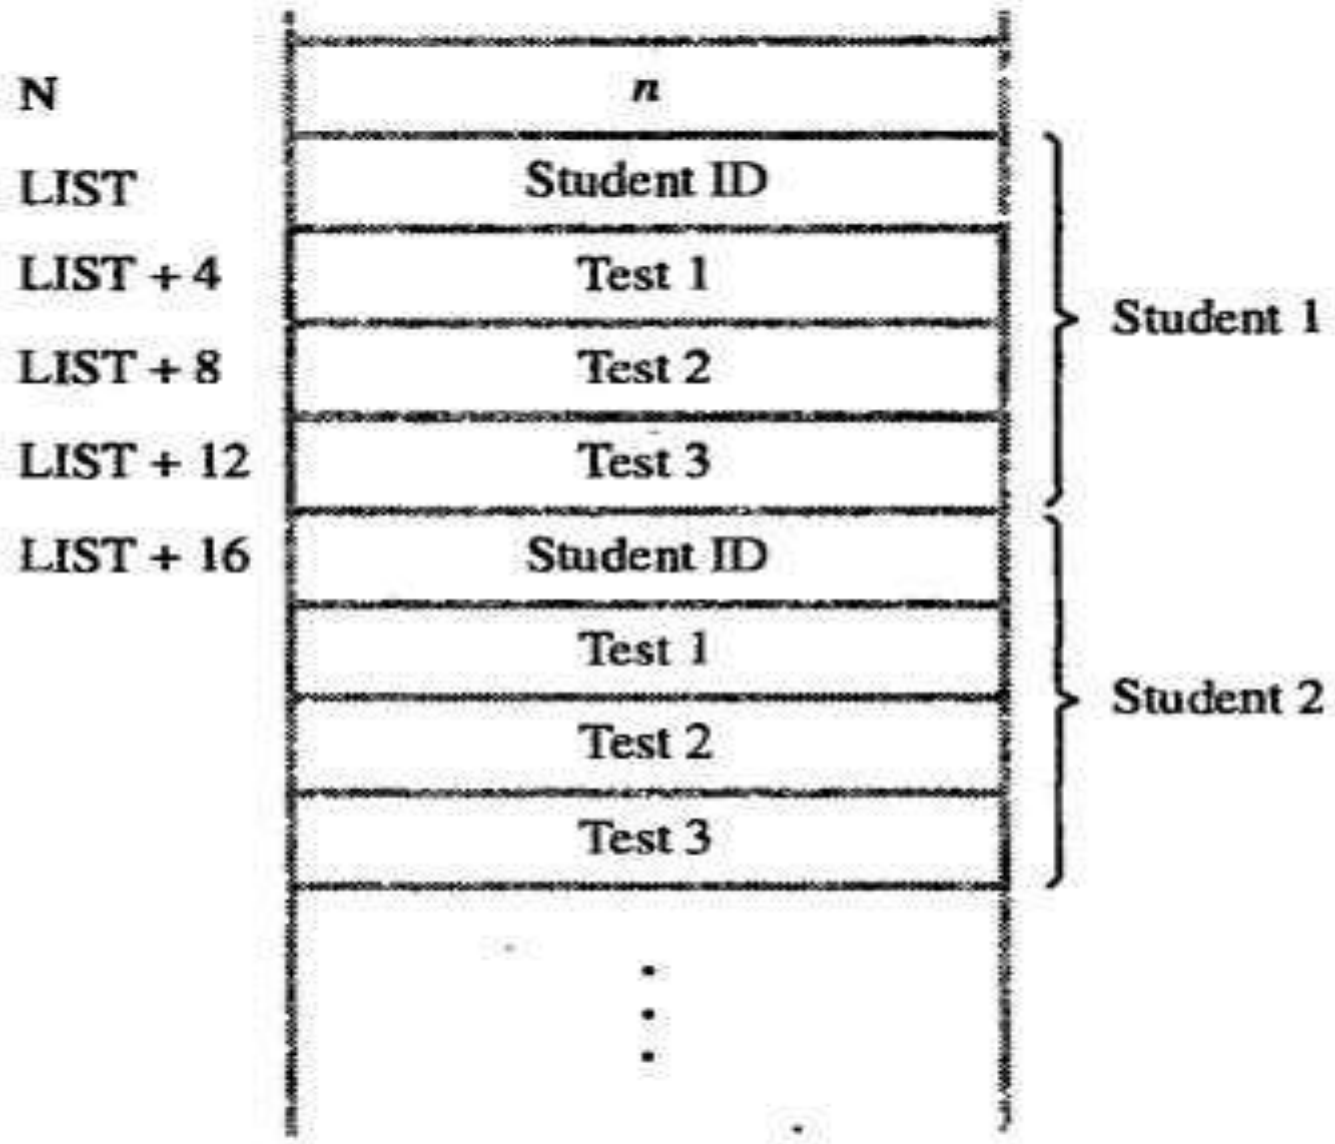 N n
LIST Student ID
LIST + 4 Test 1
Student 1
LIST + 8 Test 2
LIST + 12 Test 3
LIST + 16 Student ID
Test 1
Student 2
Test 2
Test 3